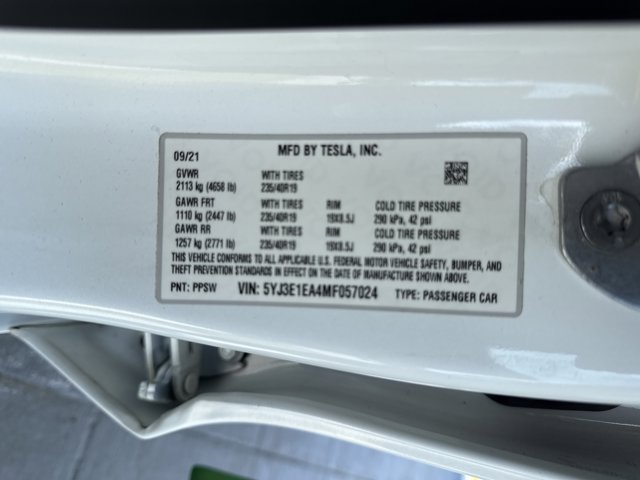 09/21 MFD BY TESLA, INC.
GVWR WITH TIRES
2113 kg (4658 lb) 235/40R19
GAWR FRT WITH TIRES RIM COLD TIRE PRESSURE
1110 kg (2447 lb) 235/40R19 19X8.5J 290 kPa, 42 psi
GAWR RR WITH TIRES RIM COLD TIRE PRESSURE
1257 kg (2771 lb) 235/40R19 19X8.5J 290 kPa, 42 psi
THIS VEHICLE CONFORMS TO ALL APPLICABLE U.S. FEDERAL MOTOR VEHICLE SAFETY, BUMPER, AND
THEFT PREVENTION STANDARDS IN EFFECT ON THE DATE OF MANUFACTURE SHOWN ABOVE.
PNT: PPSW VIN: 5YJ3E1EA4MF057024 TYPE: PASSENGER CAR